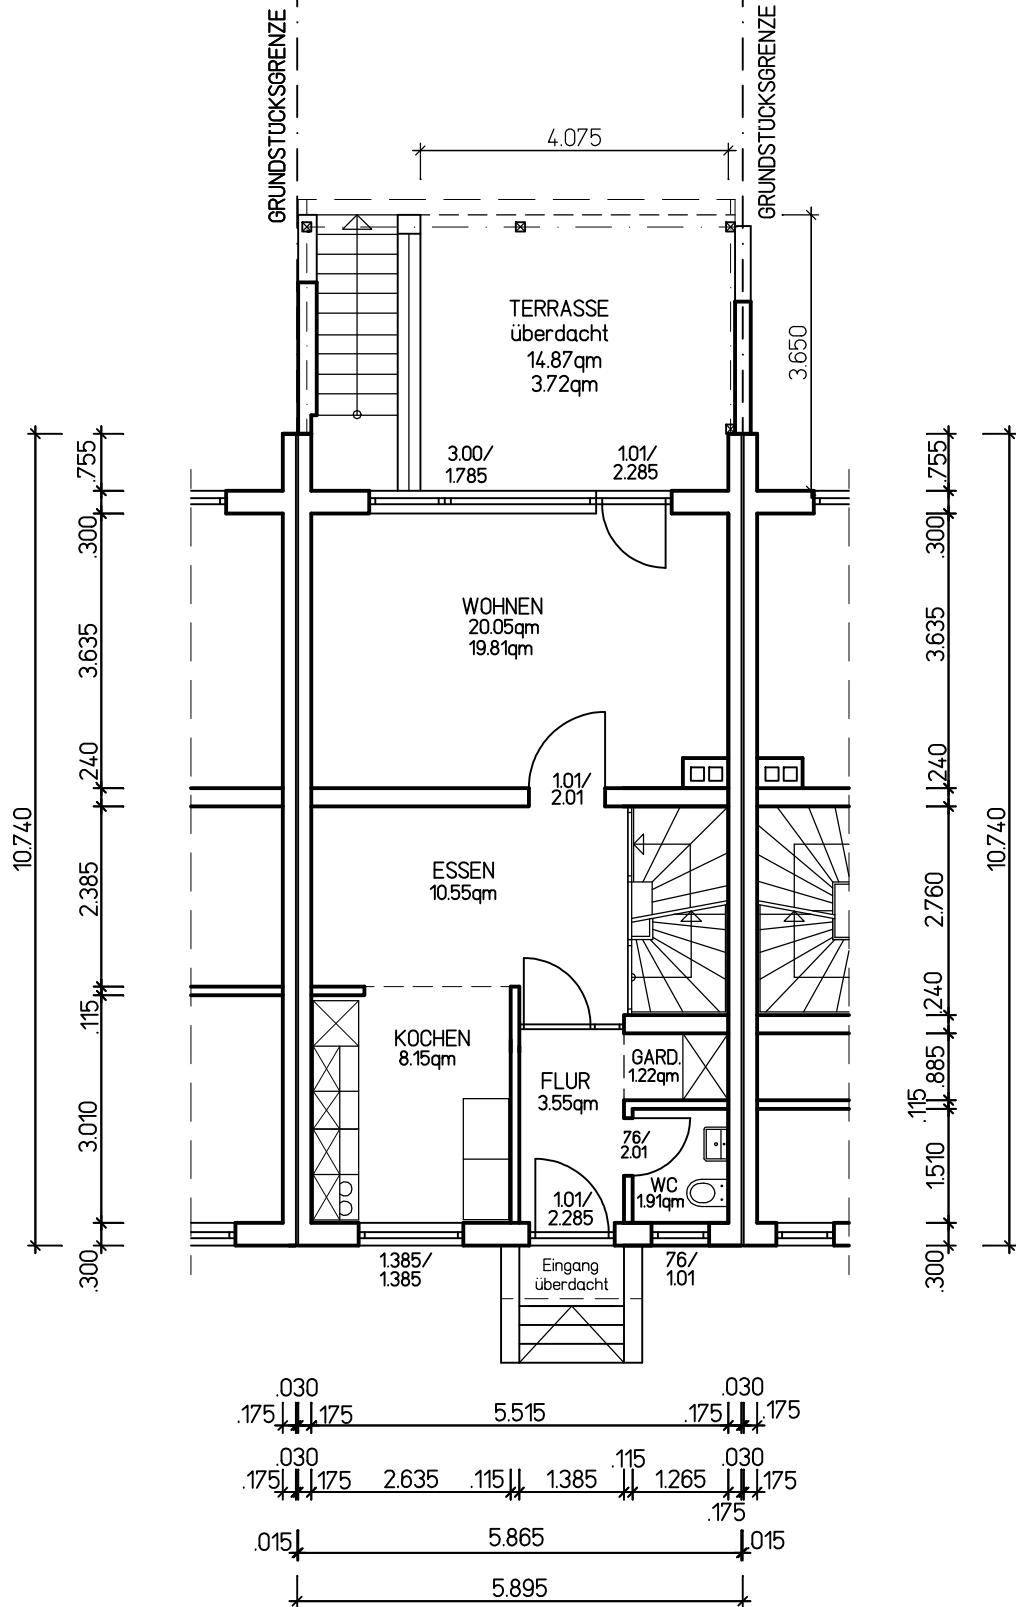 GRUNDSTÜCKSGRENZE
GRUNDSTÜCKSGRENZE
4.075
TERRASSE
überdacht
14.87qm
3.72qm
3.650
3.00/
1.785
1.01/
2.285
.755
.300
3.635
.240
2.385
.115
3.010
.300
10.740
.755
.300
3.635
.240
2.760
.240
.885
.115
1.510
.300
10.740
WOHNEN
20.05qm
19.81qm
1.01/
2.01
ESSEN
10.55qm
KOCHEN
8.15qm
FLUR
3.55qm
GARD.
1.22qm
76/
2.01
WC
1.91qm
1.01/
2.285
1.385/
1.385
Eingang
überdacht
76/
1.01
.030
.030
.175
.175
5.515
.175
.175
.030
.115
.030
.175
.175
2.635
.115
1.385
1.265
.175
.175
.015
5.865
.015
5.895